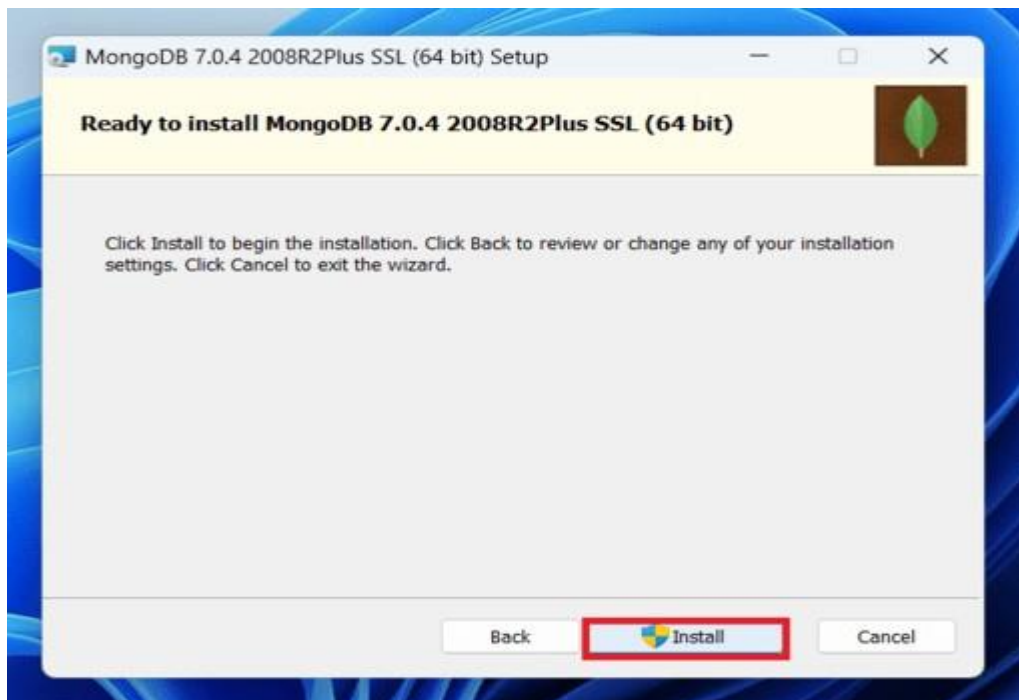 MongoDB 7.0.4 2008R2Plus SSL (64 bit) Setup
Ready to install MongoDB 7.0.4 2008R2Plus SSL (64 bit)
Click Install to begin the installation. Click Back to review or change any of your installation
settings. Click Cancel to exit the wizard.
Back Install Cancel